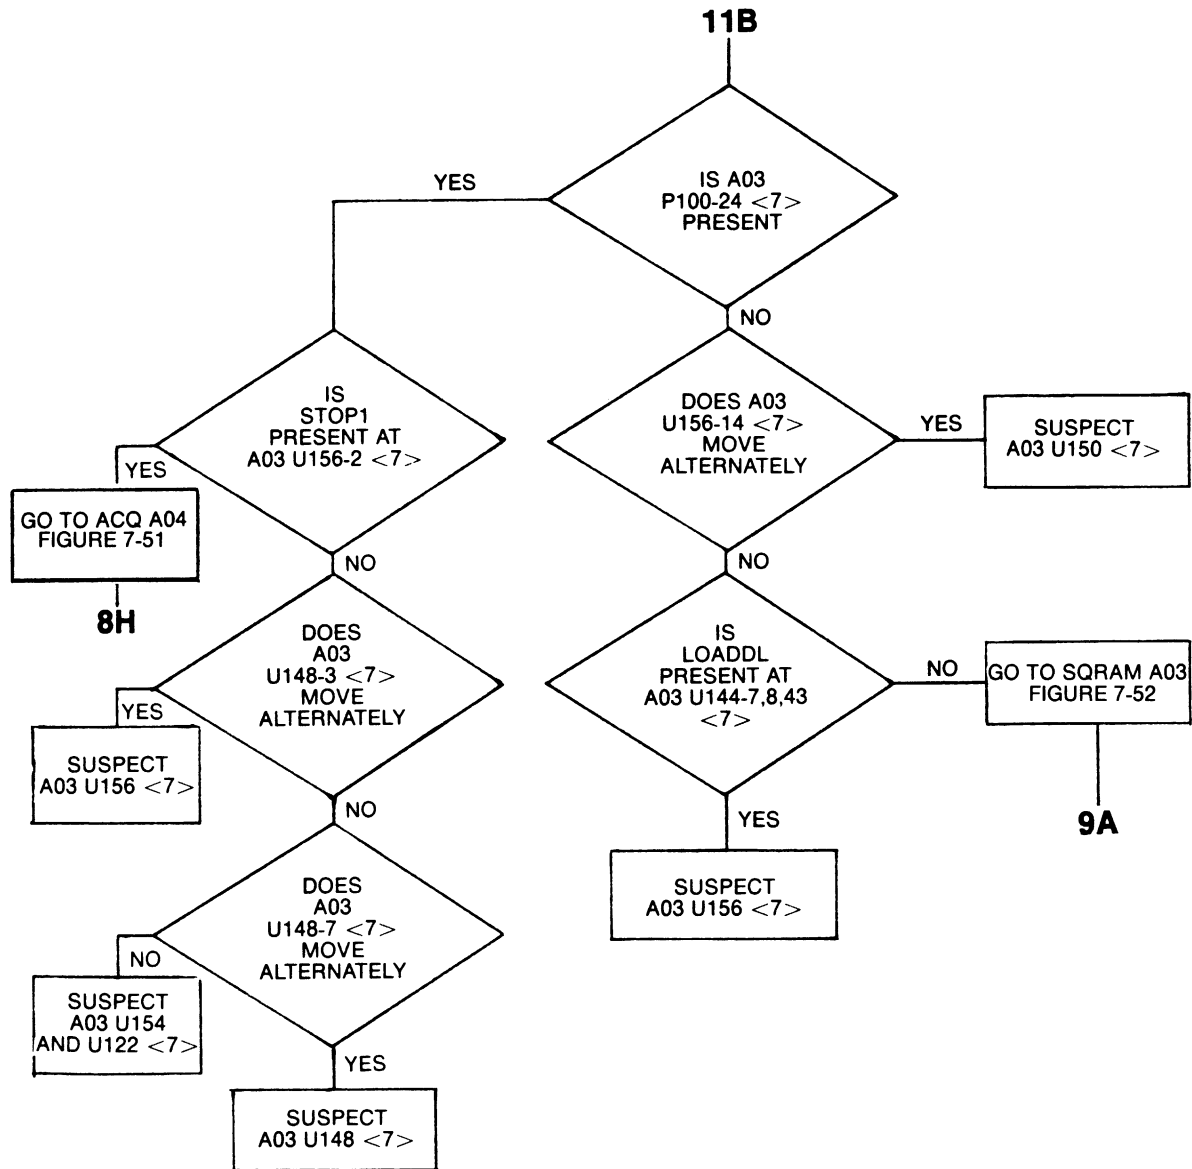 11B
IS A03
P100-24 <7>
PRESENT
YES
NO
IS
STOP1
PRESENT AT
A03 U156-2 <7>
DOES A03
U156-14 <7>
MOVE
ALTERNATELY
YES
SUSPECT
A03 U150 <7>
YES
GO TO ACQ A04
FIGURE 7-51
8H
NO
NO
DOES
A03
U148-3 <7>
MOVE
ALTERNATELY
IS
LOADDL
PRESENT AT
A03 U144-7,8,43
<7>
NO
GO TO SQRAM A03
FIGURE 7-52
9A
YES
SUSPECT
A03 U156 <7>
NO
YES
SUSPECT
A03 U156 <7>
DOES
A03
U148-7 <7>
MOVE
ALTERNATELY
NO
SUSPECT
A03 U154
AND U122 <7>
YES
SUSPECT
A03 U148 <7>